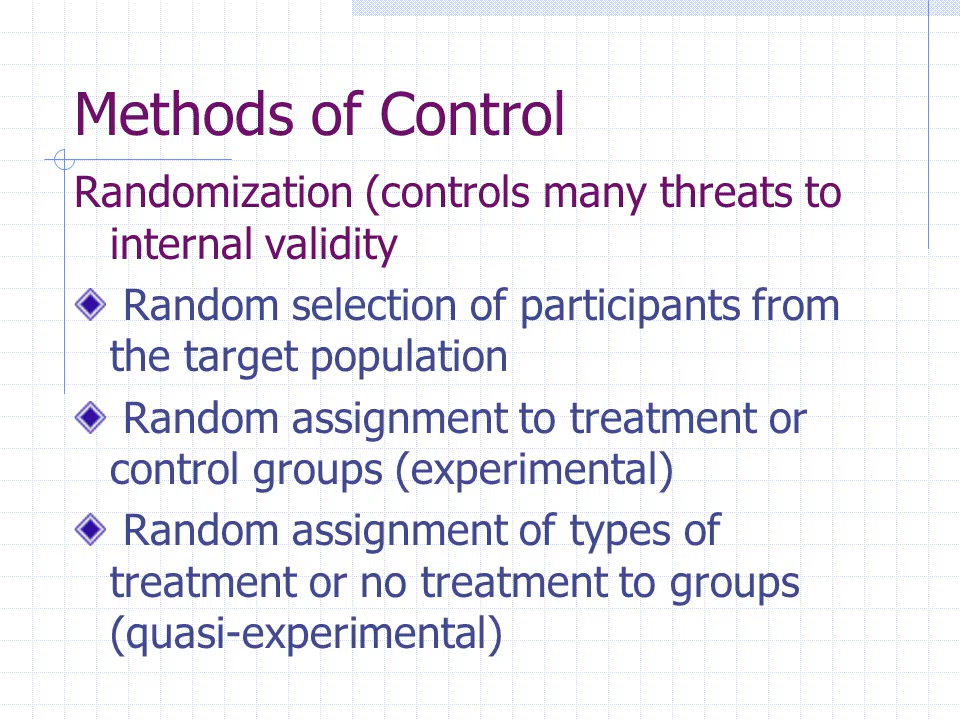 Methods of Control
Randomization (controls many threats to
internal validity
Random selection of participants from
the target population
Random assignment to treatment or
control groups (experimental)
Random assignment of types of
treatment or no treatment to groups
(quasi-experimental)